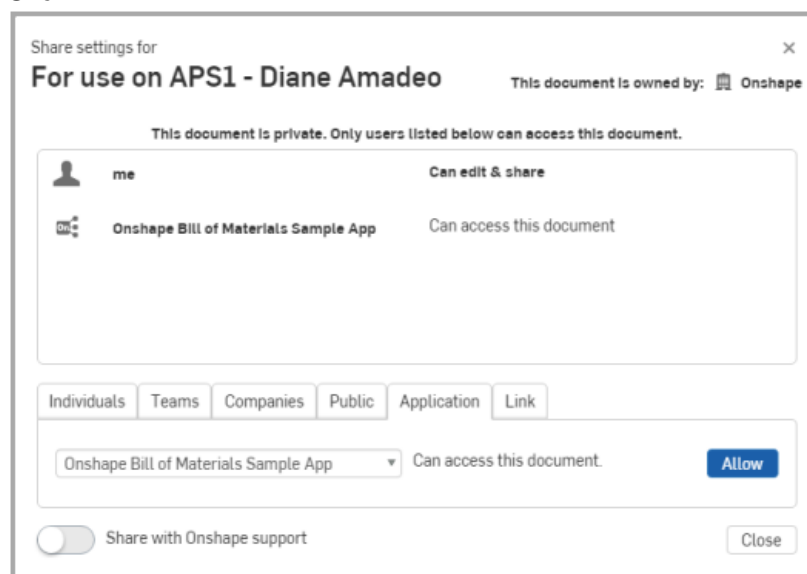 Share settings for
For use on APS1 - Diane Amadeo
This document is owned by: Onshape
This document is private. Only users listed below can access this document.
me Can edit & share
On Onshape Bill of Materials Sample App Can access this document
Individuals Teams Companies Public Application Link
Onshape Bill of Materials Sample App Can access this document. Allow
Share with Onshape support Close